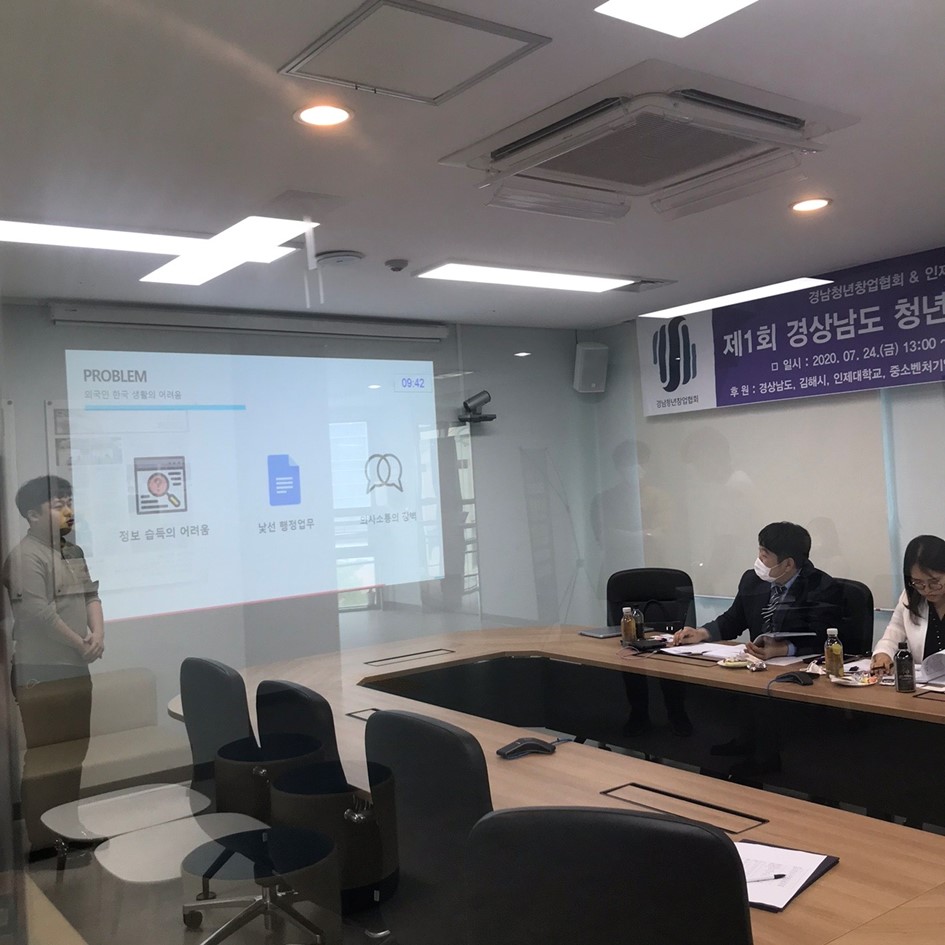 PROBLEM
외국인 한국 생활의 어려움
09:42
정보 습득의 어려움
낯선 행정업무
의사소통의 장벽
경남청년창업협회 & 인제
제1회 경상남도 청년
일시 : 2020. 07. 24.(금) 13:00 ~
후원 : 경상남도, 김해시, 인제대학교, 중소벤처기업
경남청년창업협회